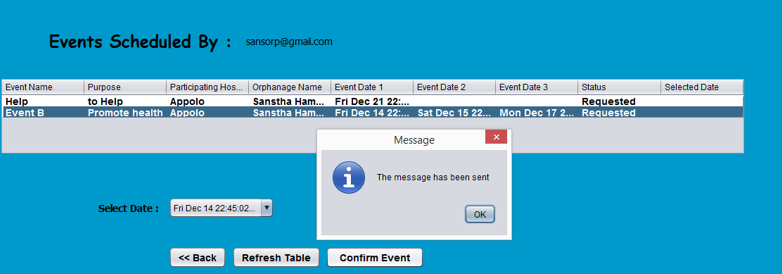 Events Scheduled By : sansorp@gmail.com
Event Name Purpose Participating Hos... Orphanage Name Event Date 1 Event Date 2 Event Date 3 Status Selected Date
Help to Help Appolo Sanstha Ham... Fri Dec 21 22:... Requested
Event B Promote health Appolo Sanstha Ham... Fri Dec 14 22:... Sat Dec 15 22... Mon Dec 17 2... Requested
Message
The message has been sent
OK
Select Date : Fri Dec 14 22:45:02...
<< Back Refresh Table Confirm Event